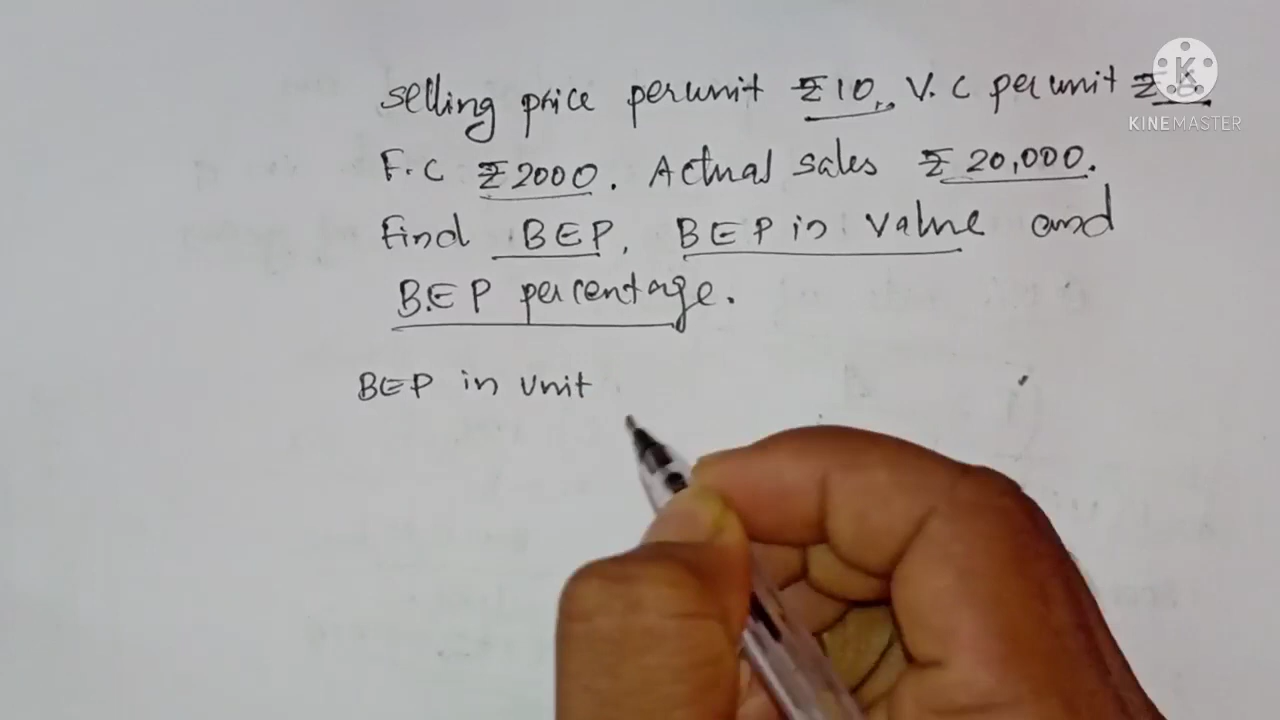 selling price per unit ₹10, V.C per unit ₹
F.C ₹2000. Actual sales ₹20,000.
find BEP, BEP in value and
BEP percentage.
BEP in unit
K
KINEMASTER